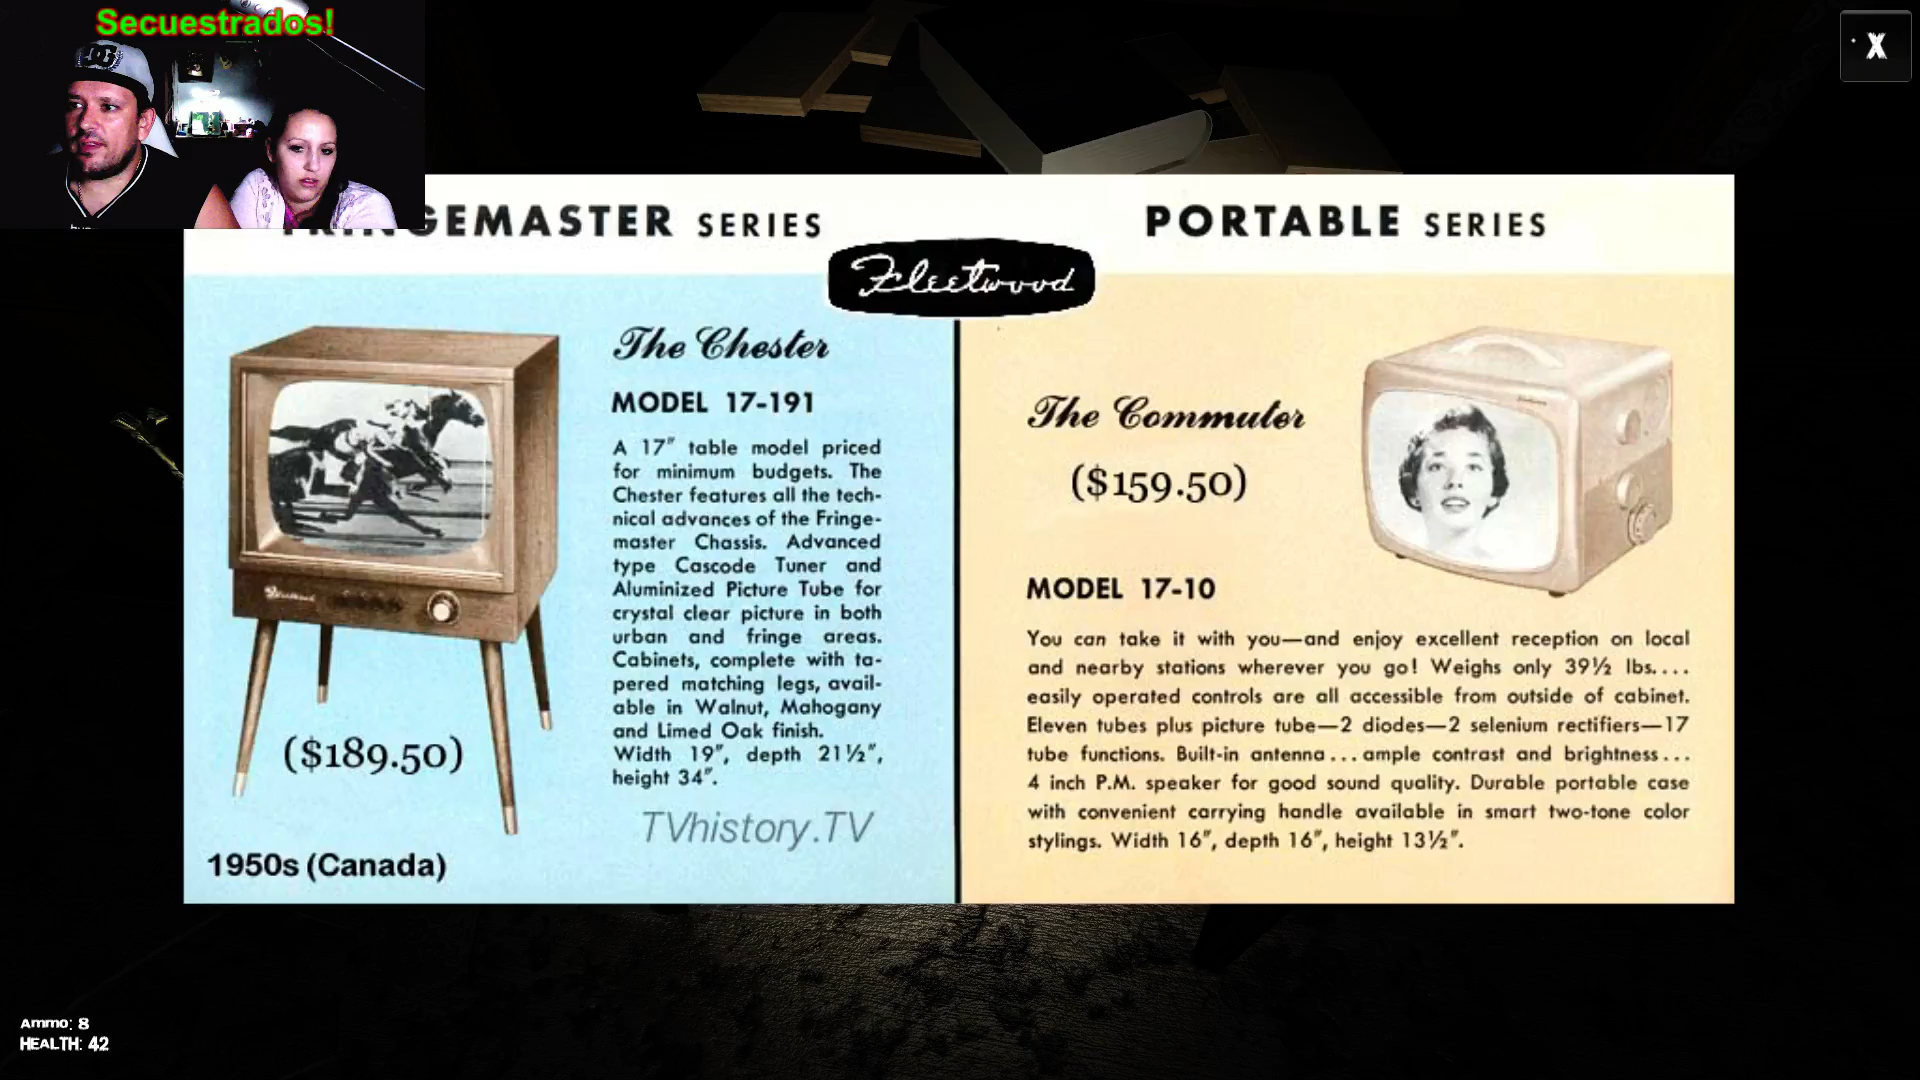 Secuestrados!
X
GEMASTER SERIES
PORTABLE SERIES
Fleetwood
The Chester
MODEL 17-191
A 17" table model priced
for minimum budgets. The
Chester features all the tech-
nical advances of the Fringe-
master Chassis. Advanced
type Cascode Tuner and
Aluminized Picture Tube for
crystal clear picture in both
urban and fringe areas.
Cabinets, complete with ta-
pered matching legs, avail-
able in Walnut, Mahogany
and Limed Oak finish.
Width 19", depth 21½",
height 34".
($189.50)
TVhistory.TV
1950s (Canada)
The Commuter
($159.50)
MODEL 17-10
You can take it with you—and enjoy excellent reception on local
and nearby stations wherever you go! Weighs only 39½ lbs....
easily operated controls are all accessible from outside of cabinet.
Eleven tubes plus picture tube—2 diodes—2 selenium rectifiers—17
tube functions. Built-in antenna...ample contrast and brightness...
4 inch P.M. speaker for good sound quality. Durable portable case
with convenient carrying handle available in smart two-tone color
stylings. Width 16", depth 16", height 13½".
Ammo: 8
HEALTH: 42